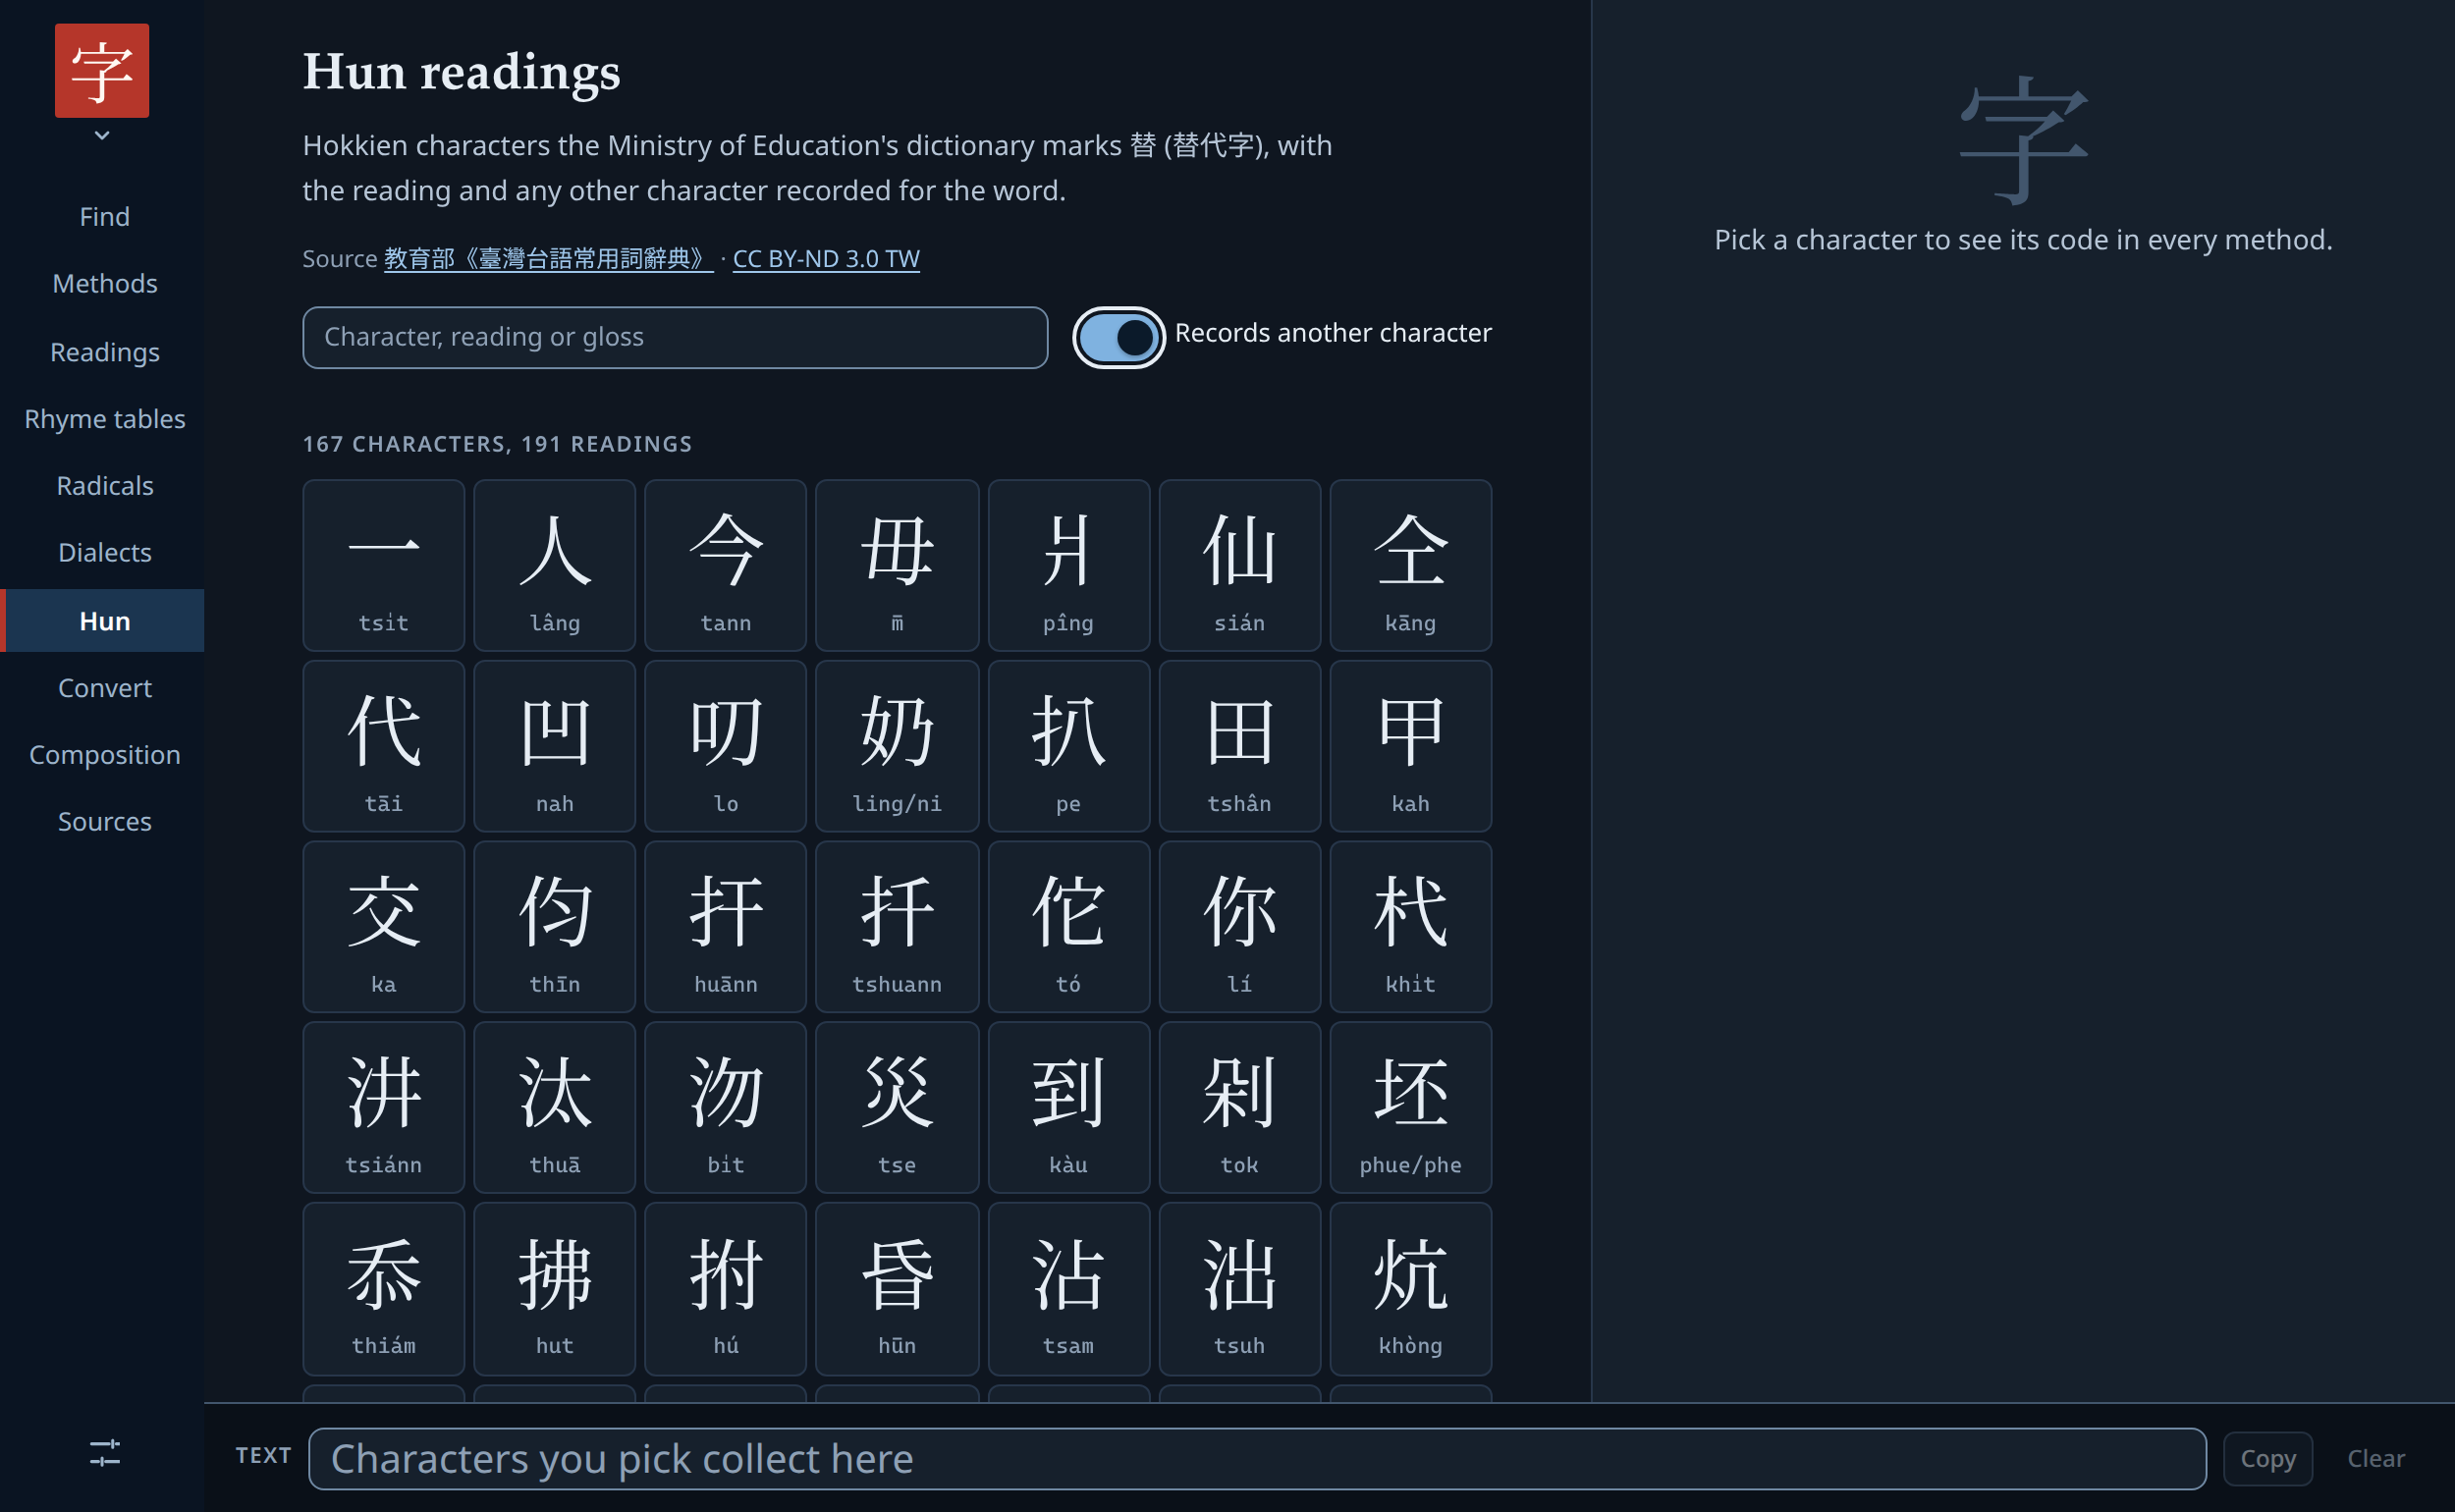 字
Find
Methods
Readings
Rhyme tables
Radicals
Dialects
Hun
Convert
Composition
Sources
Hun readings
Hokkien characters the Ministry of Education's dictionary marks 替 (替代字), with
the reading and any other character recorded for the word.
Source 教育部《臺灣台語常用詞辭典》 · CC BY-ND 3.0 TW
Character, reading or gloss
Records another character
167 CHARACTERS, 191 READINGS
一 人 今 毋 爿 仙 仝
tsi̍t lâng tann m̄ pîng sián kāng
代 凹 叨 奶 扒 田 甲
tāi nah lo ling/ni pe tshân kah
交 伨 扞 扦 佗 你 杙
ka thīn huānn tshuann tó lí khi̍t
汫 汰 沕 災 到 剁 坯
tsiánn thuā bi̍t tse kàu tok phue/phe
忝 拂 拊 昏 沾 泏 炕
thiám hut hú hūn tsam tsuh khòng
字
Pick a character to see its code in every method.
TEXT
Characters you pick collect here
Copy
Clear